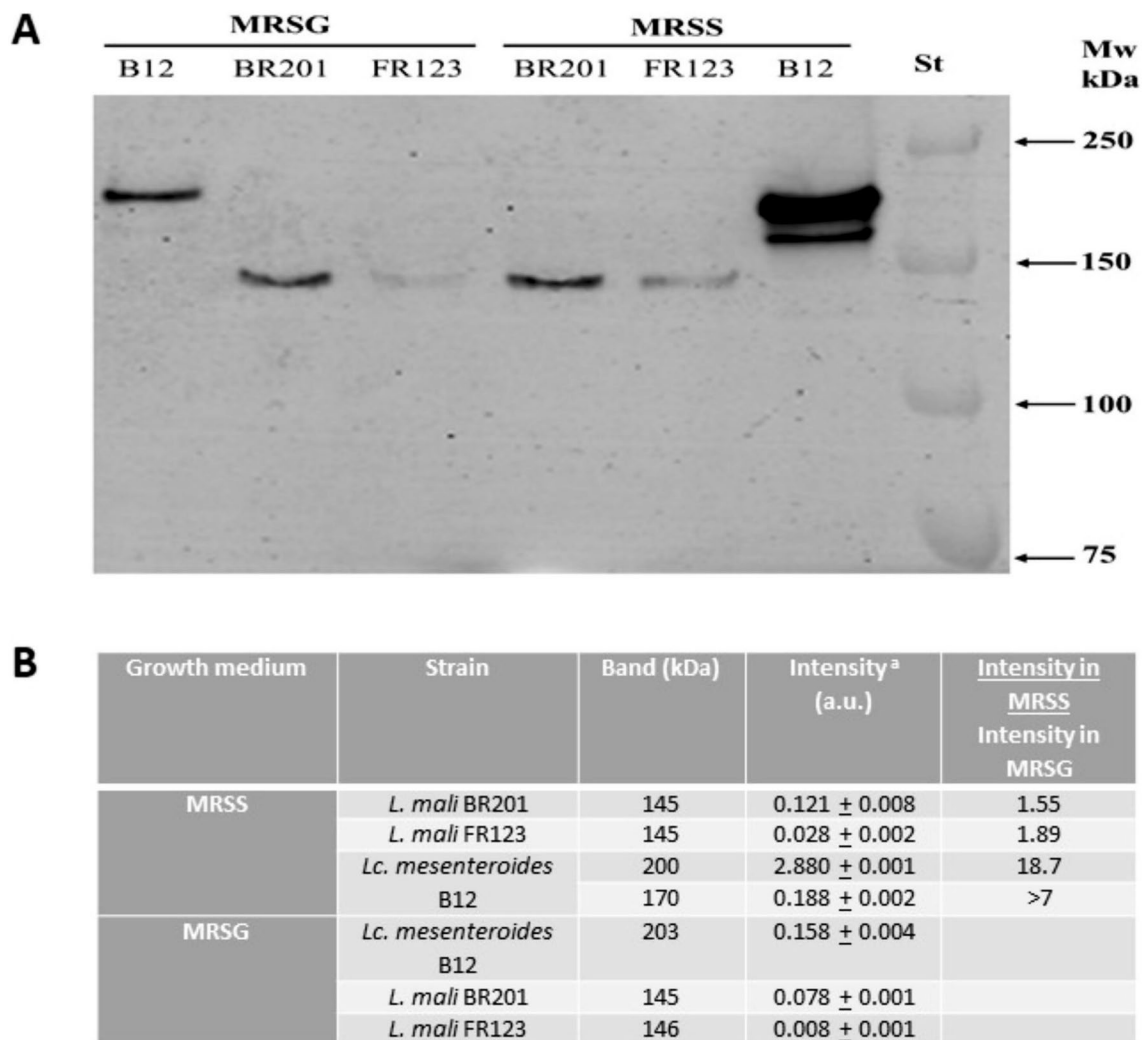 A
MRSG MRSS
B12 BR201 FR123 BR201 FR123 B12 St
Mw
kDa
250
150
100
75
B
Growth medium Strain Band (kDa) Intensity a Intensity in
(a.u.) MRSS
Intensity in
MRSG
MRSS L. mali BR201 145 0.121 ± 0.008 1.55
L. mali FR123 145 0.028 ± 0.002 1.89
Lc. mesenteroides 200 2.880 ± 0.001 18.7
B12 170 0.188 ± 0.002 >7
MRSG Lc. mesenteroides 203 0.158 ± 0.004
B12
L. mali BR201 145 0.078 ± 0.001
L. mali FR123 146 0.008 ± 0.001